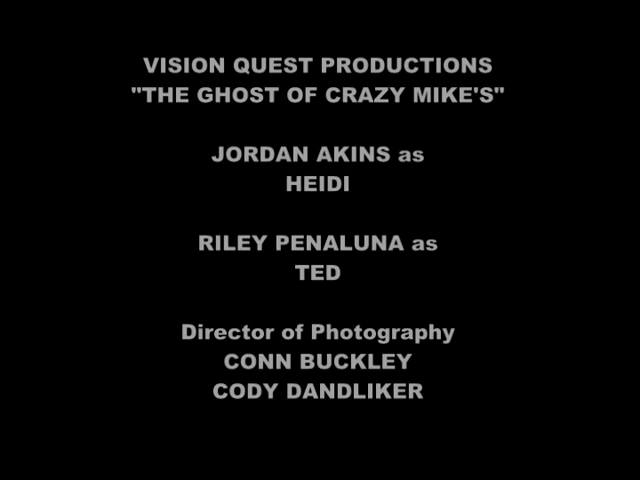 VISION QUEST PRODUCTIONS
"THE GHOST OF CRAZY MIKE'S"
JORDAN AKINS as
HEIDI
RILEY PENALUNA as
TED
Director of Photography
CONN BUCKLEY
CODY DANDLIKER